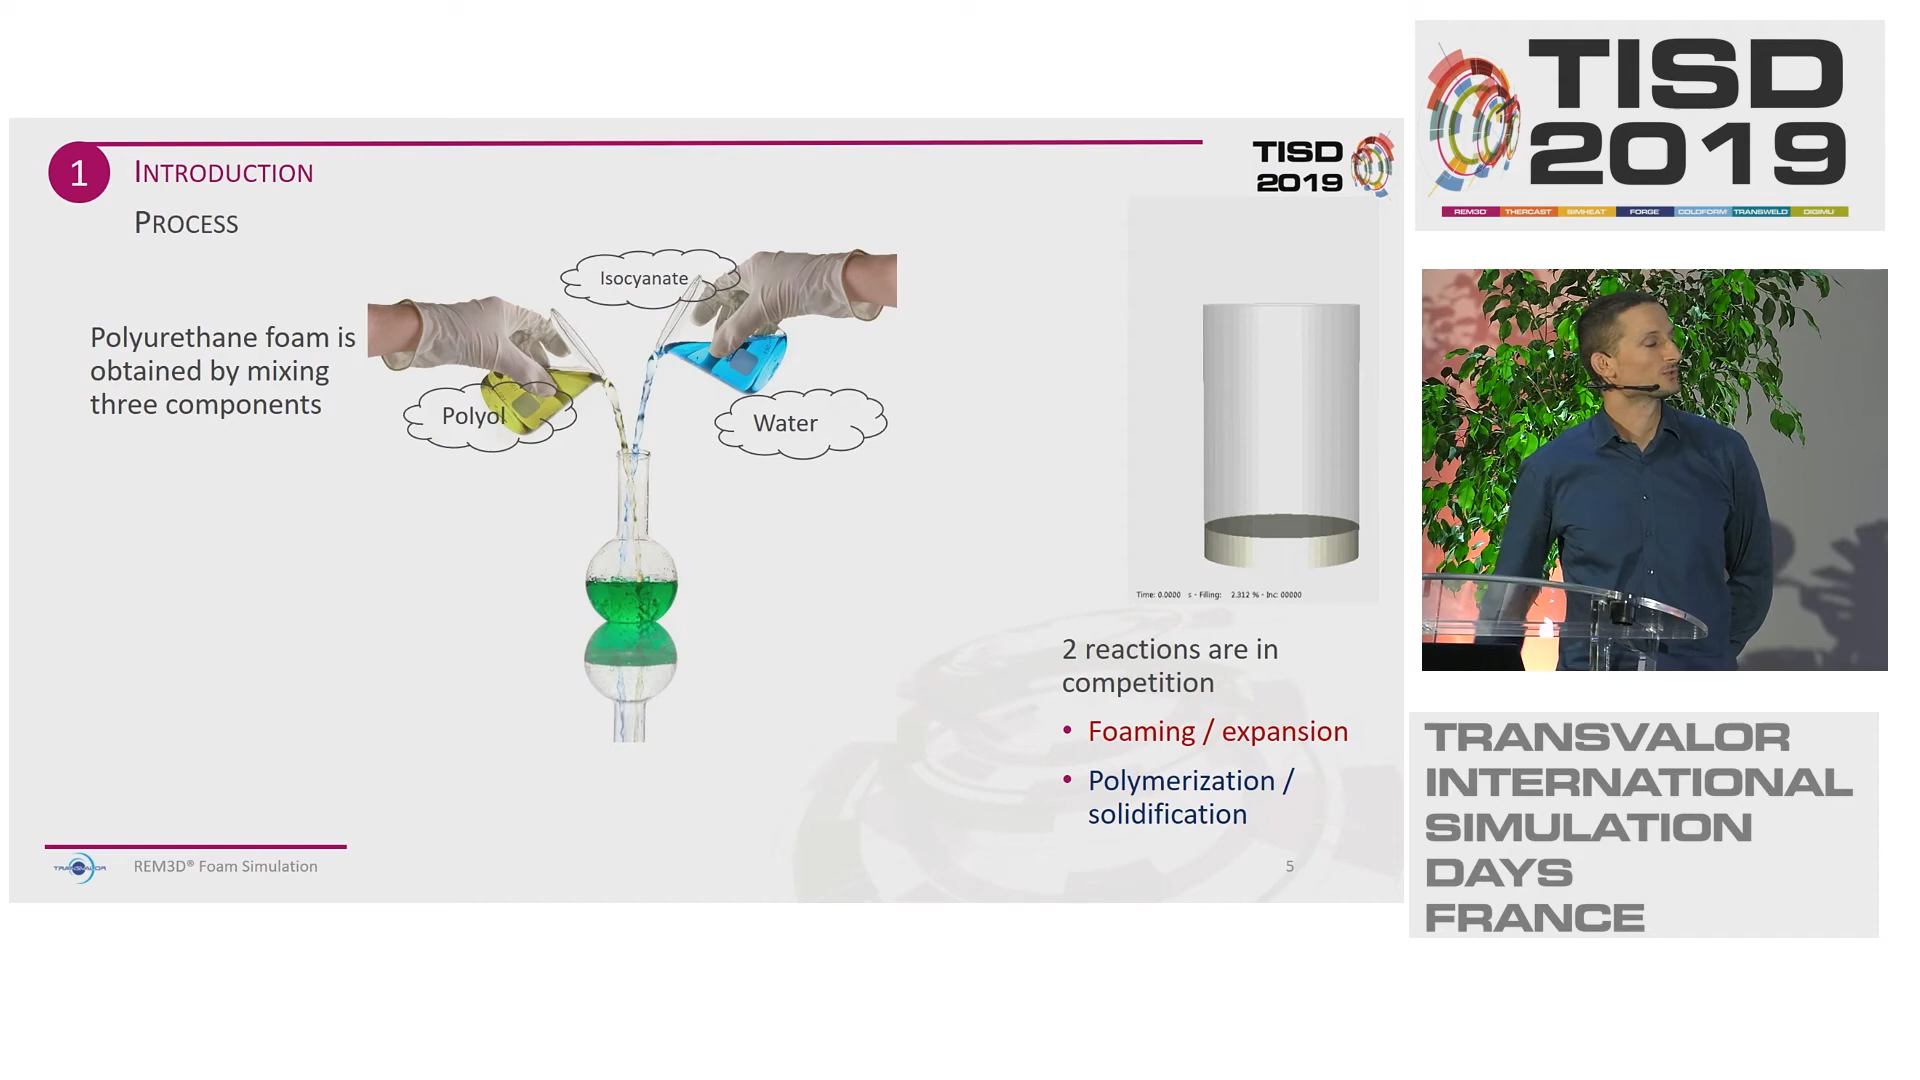 1
INTRODUCTION
PROCESS
TISD
2019
Polyurethane foam is
obtained by mixing
three components
Isocyanate
Polyol
Water
Time: 0.0000 s - Filling: 2.312 % - Inc: 00000
2 reactions are in
competition
• Foaming / expansion
• Polymerization /
solidification
TRANSVALOR
REM3D® Foam Simulation
5
TISD
2019
REM3D® THERCAST SIMHEAT FORGE COLDFORM TRANSWELD DIGIMU
TRANSVALOR
INTERNATIONAL
SIMULATION
DAYS
FRANCE